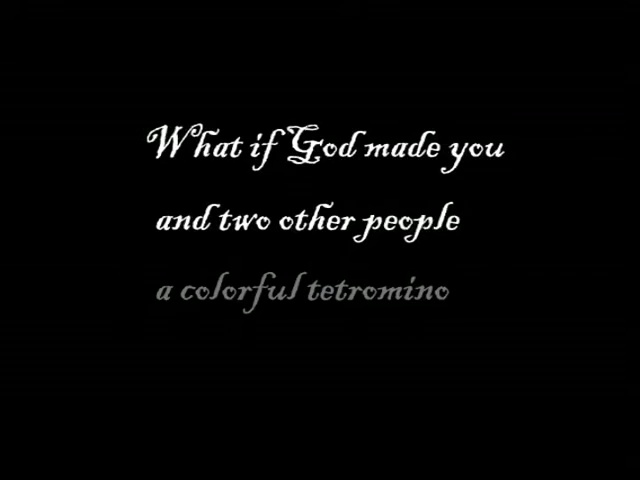 What if God made you
and two other people
a colorful tetromino